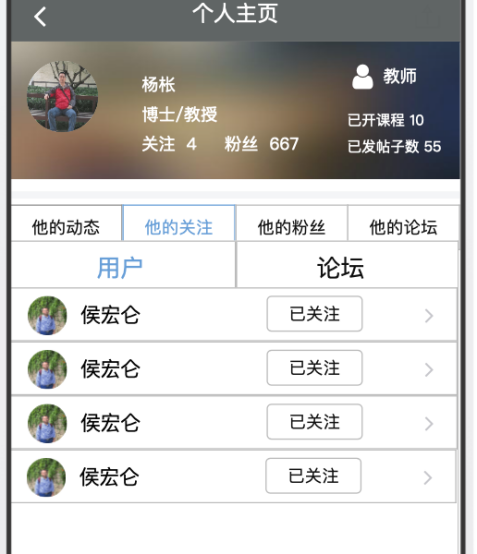 个人主页
杨枨
教师
博士/教授
已开课程 10
关注 4 粉丝 667
已发帖子数 55
他的动态 他的关注 他的粉丝 他的论坛
用户 论坛
侯宏仑 已关注
侯宏仑 已关注
侯宏仑 已关注
侯宏仑 已关注